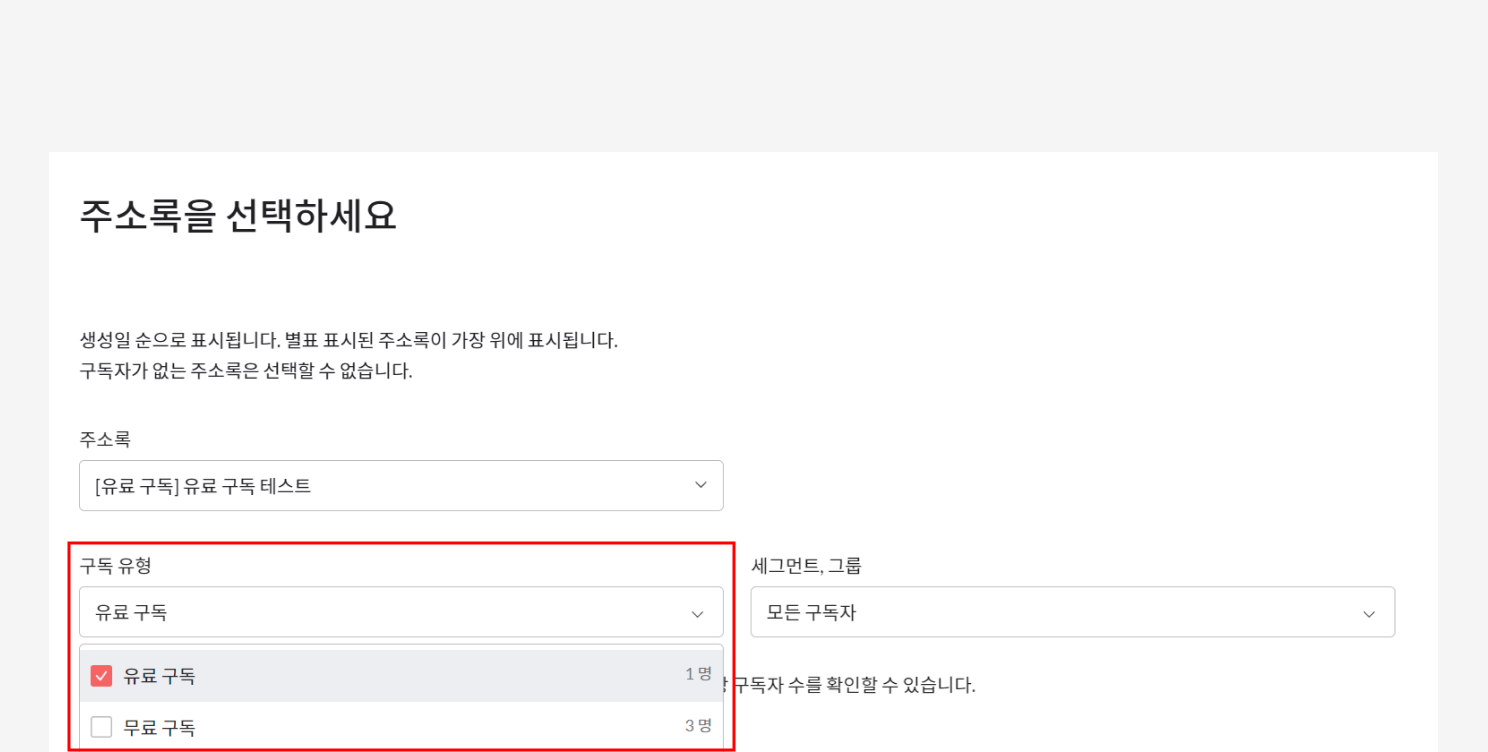 주소록을 선택하세요
생성일 순으로 표시됩니다. 별표 표시된 주소록이 가장 위에 표시됩니다.
구독자가 없는 주소록은 선택할 수 없습니다.
주소록
[유료 구독] 유료 구독 테스트
구독 유형
유료 구독
유료 구독 1 명
무료 구독 3 명
세그먼트, 그룹
모든 구독자
구독자 수를 확인할 수 있습니다.